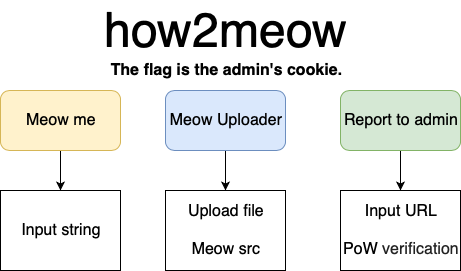 how2meow
The flag is the admin's cookie.
Meow me
Meow Uploader
Report to admin
Input string
Upload file
Meow src
Input URL
PoW verification